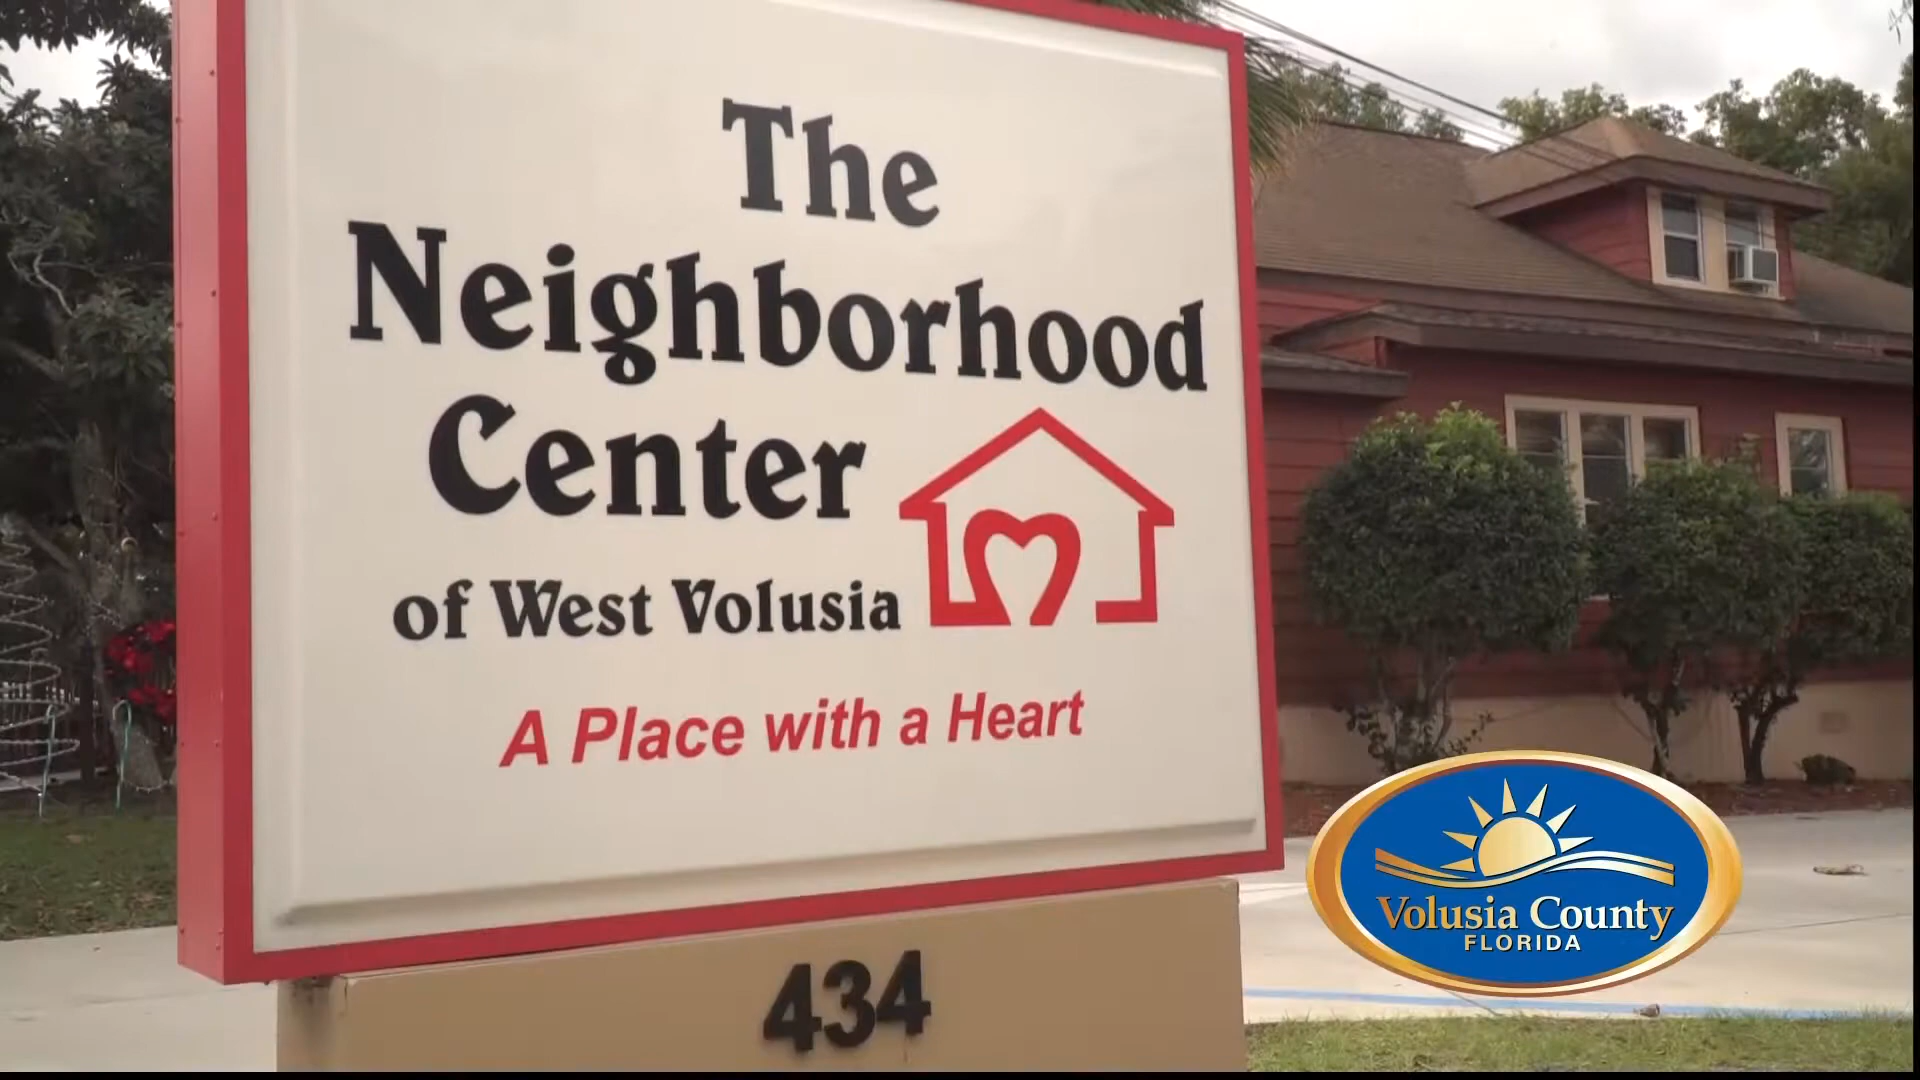 The
Neighborhood
Center
of West Volusia
A Place with a Heart
434
Volusia County
FLORIDA